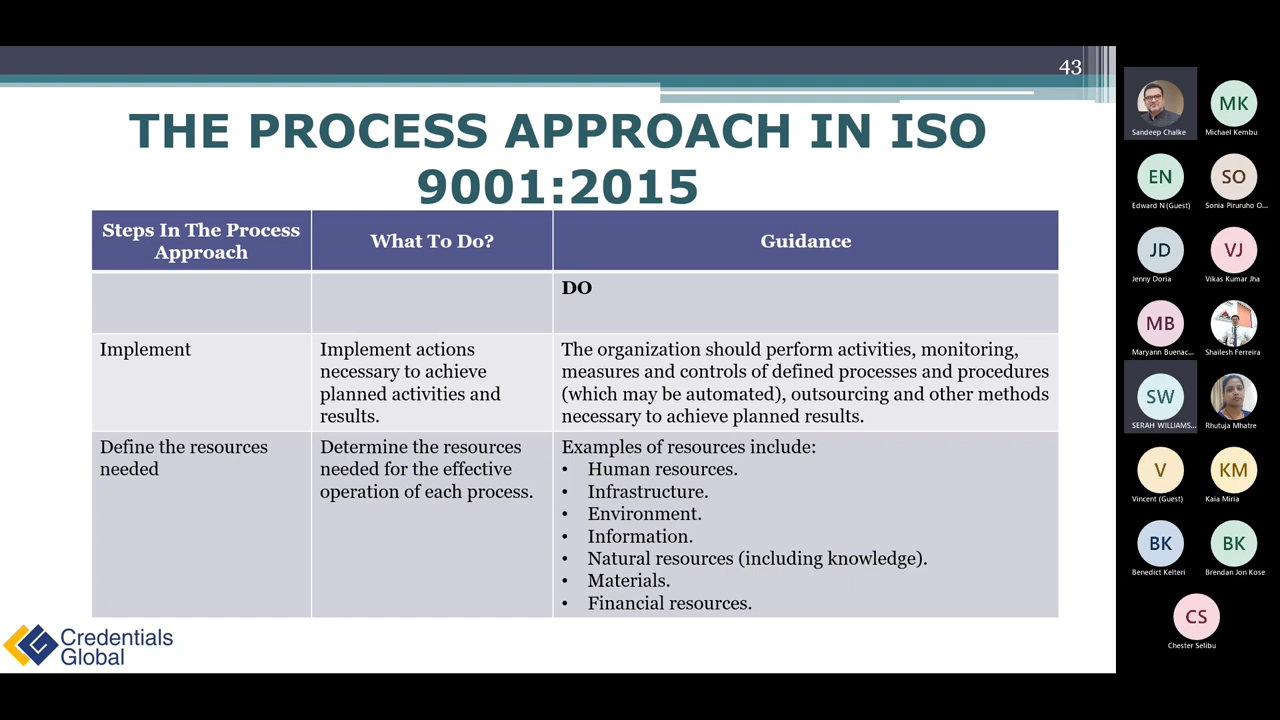 43
THE PROCESS APPROACH IN ISO
9001:2015
Steps In The Process
Approach
What To Do?
Guidance
DO
Implement
Implement actions
necessary to achieve
planned activities and
results.
The organization should perform activities, monitoring,
measures and controls of defined processes and procedures
(which may be automated), outsourcing and other methods
necessary to achieve planned results.
Define the resources
needed
Determine the resources
needed for the effective
operation of each process.
Examples of resources include:
• Human resources.
• Infrastructure.
• Environment.
• Information.
• Natural resources (including knowledge).
• Materials.
• Financial resources.
Credentials
Global
Sandeep Chalke
MK
Michael Kembu
EN
Edward N (Guest)
SO
Sonia Piruruho O...
JD
Jenny Doria
VJ
Vikas Kumar Jha
MB
Maryann Buenac...
Shailesh Ferreira
SW
SERAH WILLIAMS...
Rhutuja Mhatre
V
Vincent (Guest)
KM
Kaia Miria
BK
Benedict Kelteri
BK
Brendan Jon Kose
CS
Chester Selibu